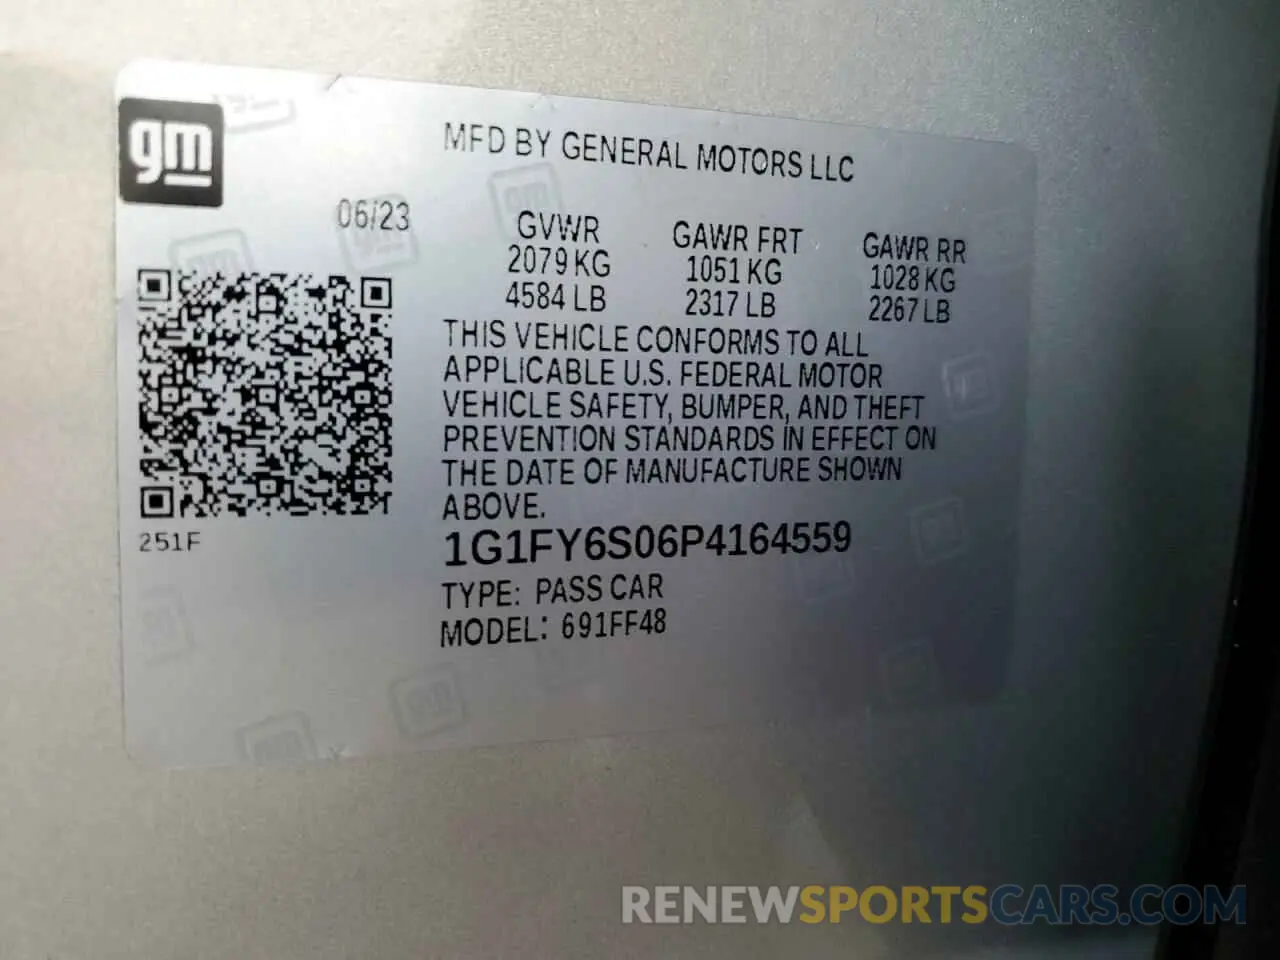 gm
MFD BY GENERAL MOTORS LLC
06/23
GVWR GAWR FRT GAWR RR
2079 KG 1051 KG 1028 KG
4584 LB 2317 LB 2267 LB
THIS VEHICLE CONFORMS TO ALL
APPLICABLE U.S. FEDERAL MOTOR
VEHICLE SAFETY, BUMPER, AND THEFT
PREVENTION STANDARDS IN EFFECT ON
THE DATE OF MANUFACTURE SHOWN
ABOVE.
251F
1G1FY6S06P4164559
TYPE: PASS CAR
MODEL: 691FF48
RENEWSPORTSCARS.COM